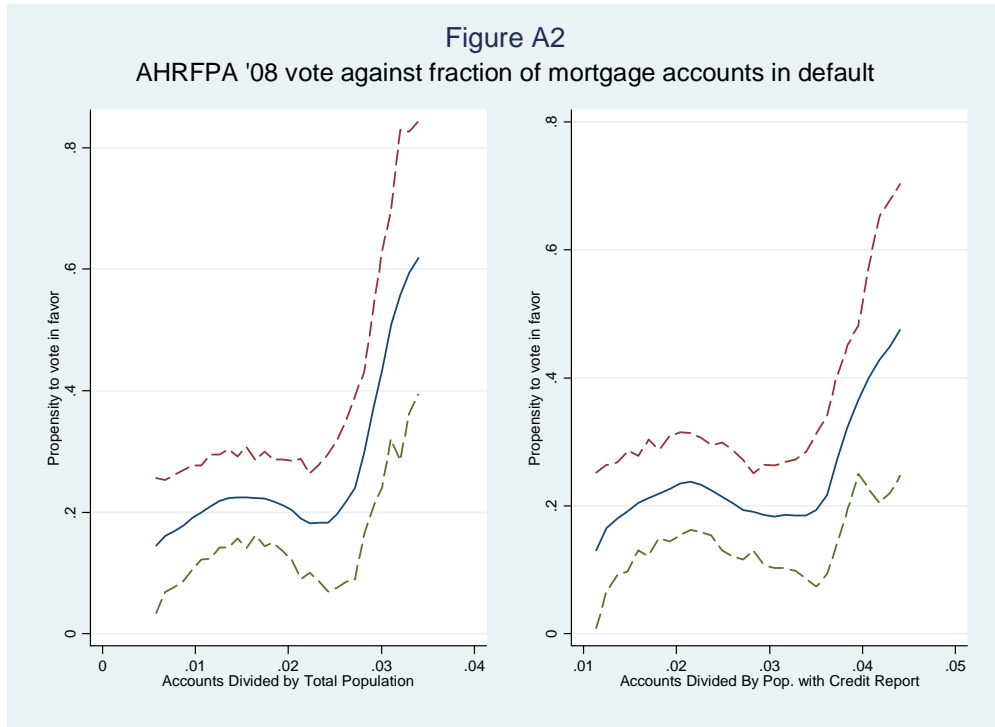 Figure A2
AHRFPA '08 vote against fraction of mortgage accounts in default
Propensity to vote in favor
.8
.6
.4
.2
0
0 .01 .02 .03 .04
Accounts Divided by Total Population
Propensity to vote in favor
.8
.6
.4
.2
0
.01 .02 .03 .04 .05
Accounts Divided By Pop. with Credit Report